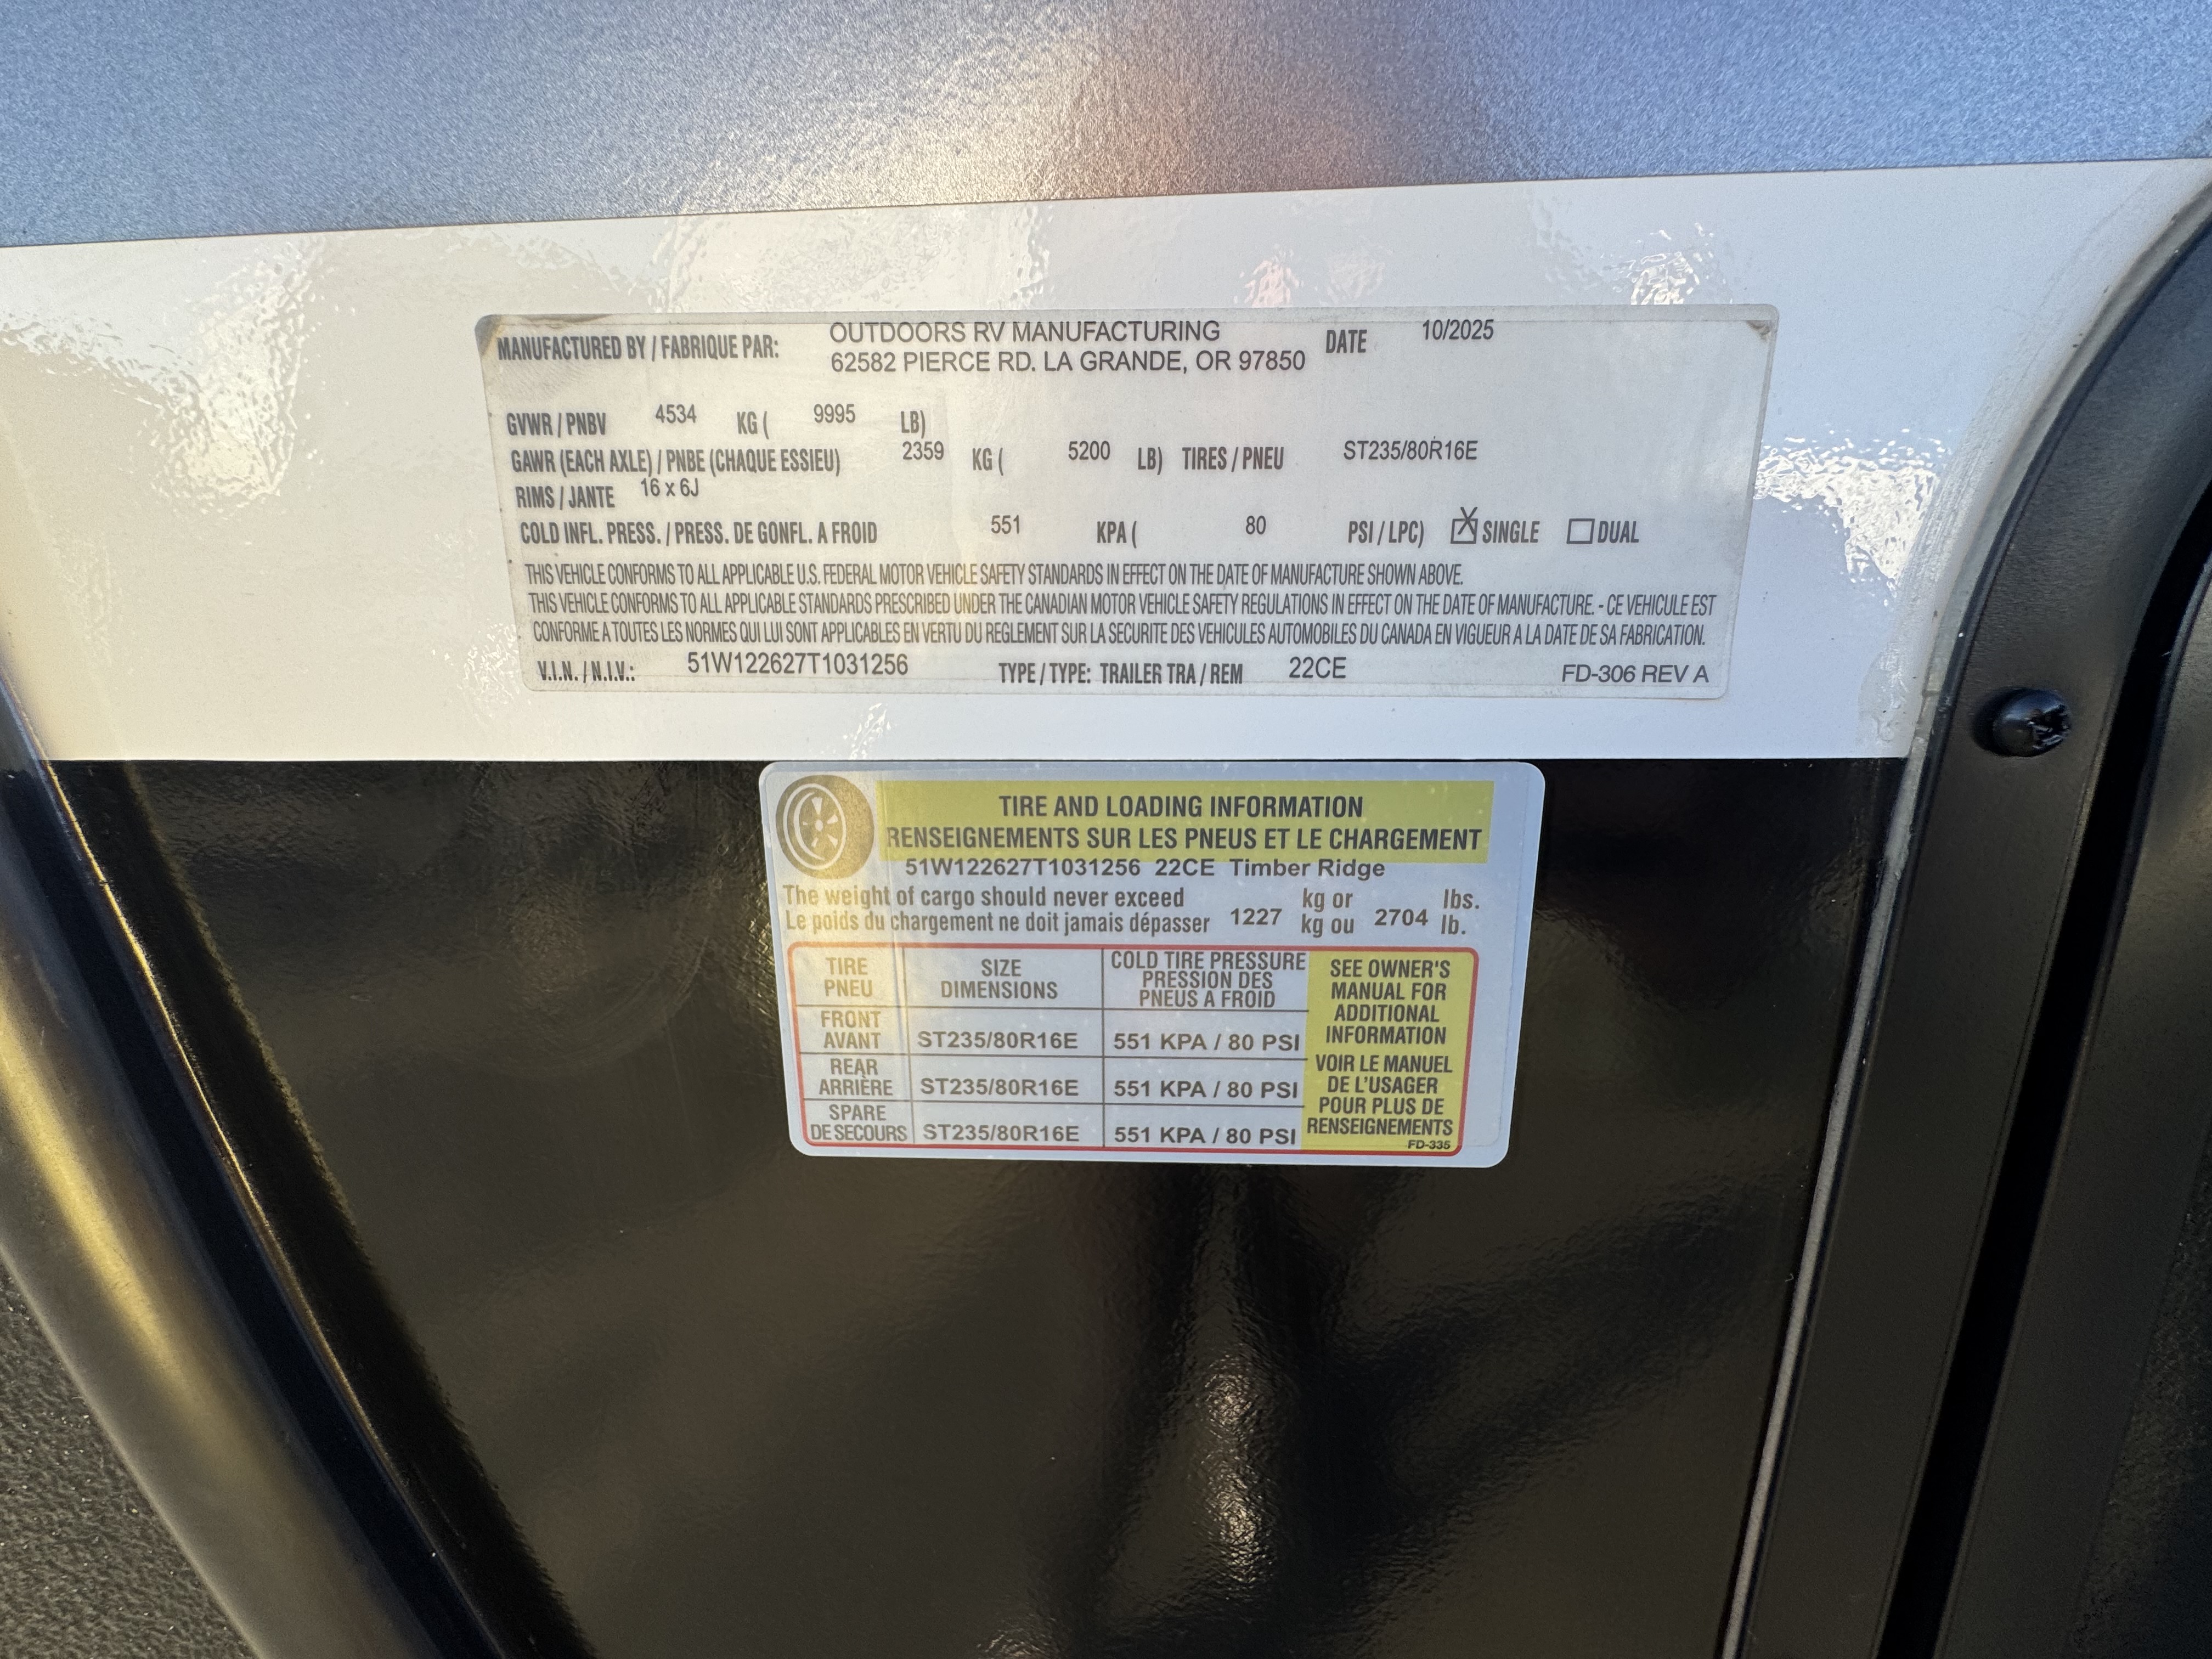 MANUFACTURED BY / FABRIQUE PAR: OUTDOORS RV MANUFACTURING DATE 10/2025
62582 PIERCE RD. LA GRANDE, OR 97850
GVWR / PNBV 4534 KG ( 9995 LB)
GAWR (EACH AXLE) / PNBE (CHAQUE ESSIEU) 2359 KG ( 5200 LB) TIRES / PNEU ST235/80R16E
RIMS / JANTE 16 x 6J
COLD INFL. PRESS. / PRESS. DE GONFL. A FROID 551 KPA ( 80 PSI / LPC) X SINGLE DUAL
THIS VEHICLE CONFORMS TO ALL APPLICABLE U.S. FEDERAL MOTOR VEHICLE SAFETY STANDARDS IN EFFECT ON THE DATE OF MANUFACTURE SHOWN ABOVE.
THIS VEHICLE CONFORMS TO ALL APPLICABLE STANDARDS PRESCRIBED UNDER THE CANADIAN MOTOR VEHICLE SAFETY REGULATIONS IN EFFECT ON THE DATE OF MANUFACTURE. - CE VEHICULE EST
CONFORME A TOUTES LES NORMES QUI LUI SONT APPLICABLES EN VERTU DU REGLEMENT SUR LA SECURITE DES VEHICULES AUTOMOBILES DU CANADA EN VIGUEUR A LA DATE DE SA FABRICATION.
V.I.N. / N.I.V.: 51W122627T1031256 TYPE / TYPE: TRAILER TRA / REM 22CE FD-306 REV A
TIRE AND LOADING INFORMATION
RENSEIGNEMENTS SUR LES PNEUS ET LE CHARGEMENT
51W122627T1031256 22CE Timber Ridge
The weight of cargo should never exceed kg or lbs.
Le poids du chargement ne doit jamais dépasser 1227 kg ou 2704 lb.
TIRE SIZE COLD TIRE PRESSURE
PNEU DIMENSIONS PRESSION DES
PNEUS A FROID
FRONT
AVANT ST235/80R16E 551 KPA / 80 PSI
REAR
ARRIÈRE ST235/80R16E 551 KPA / 80 PSI
SPARE
DE SECOURS ST235/80R16E 551 KPA / 80 PSI
SEE OWNER'S
MANUAL FOR
ADDITIONAL
INFORMATION
VOIR LE MANUEL
DE L'USAGER
POUR PLUS DE
RENSEIGNEMENTS
FD-335